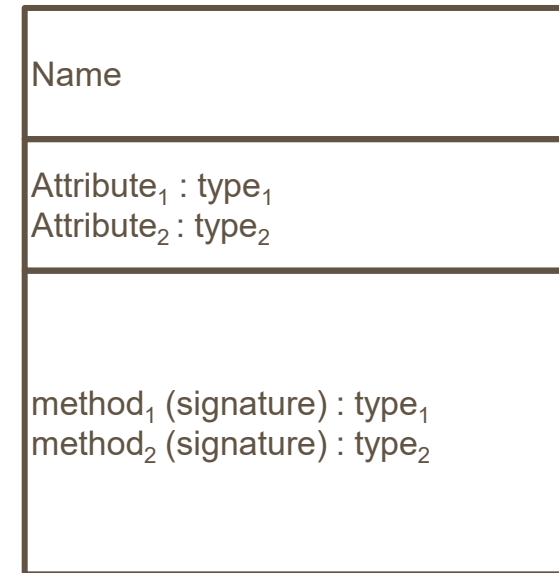 Name
Attribute₁ : type₁
Attribute₂ : type₂
method₁ (signature) : type₁
method₂ (signature) : type₂